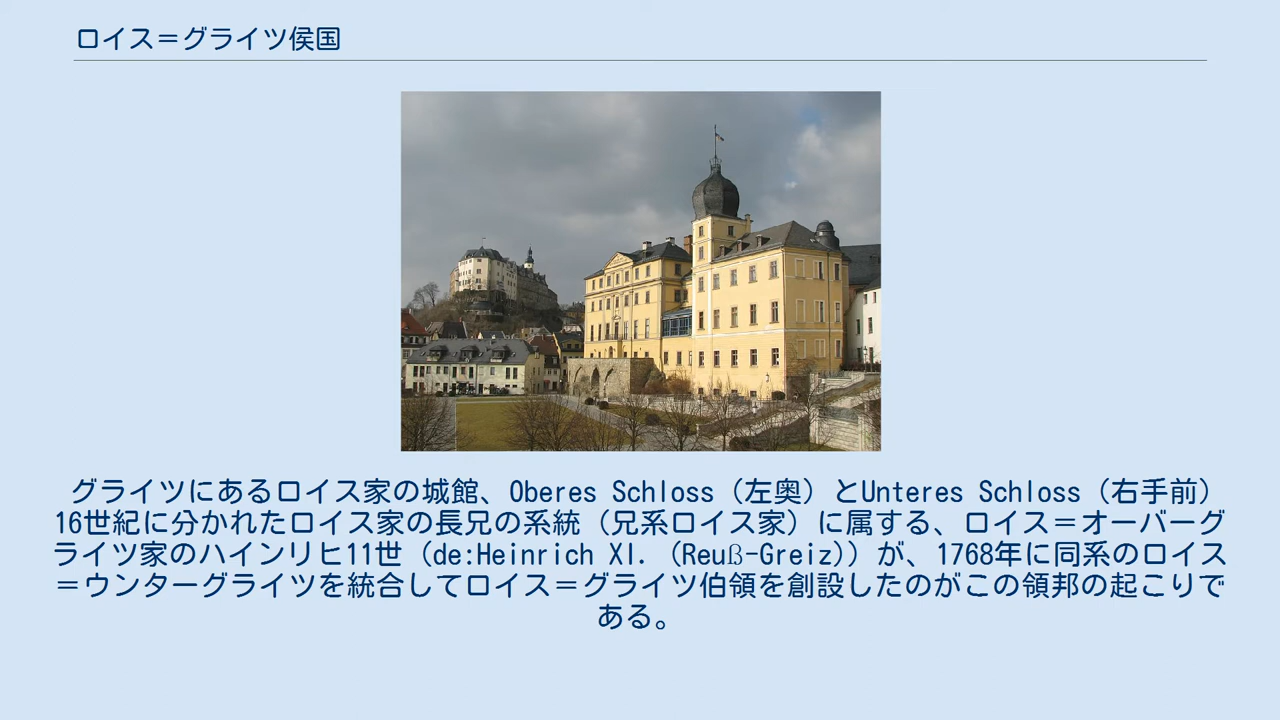 ロイス＝グライツ侯国
グライツにあるロイス家の城館、Oberes Schloss（左奥）とUnteres Schloss（右手前）
16世紀に分かれたロイス家の長兄の系統（兄系ロイス家）に属する、ロイス＝オーバーグ
ライツ家のハインリヒ11世（de:Heinrich XI. (Reuß-Greiz)）が、1768年に同系のロイス
＝ウンターグライツを統合してロイス＝グライツ伯領を創設したのがこの領邦の起こりで
ある。